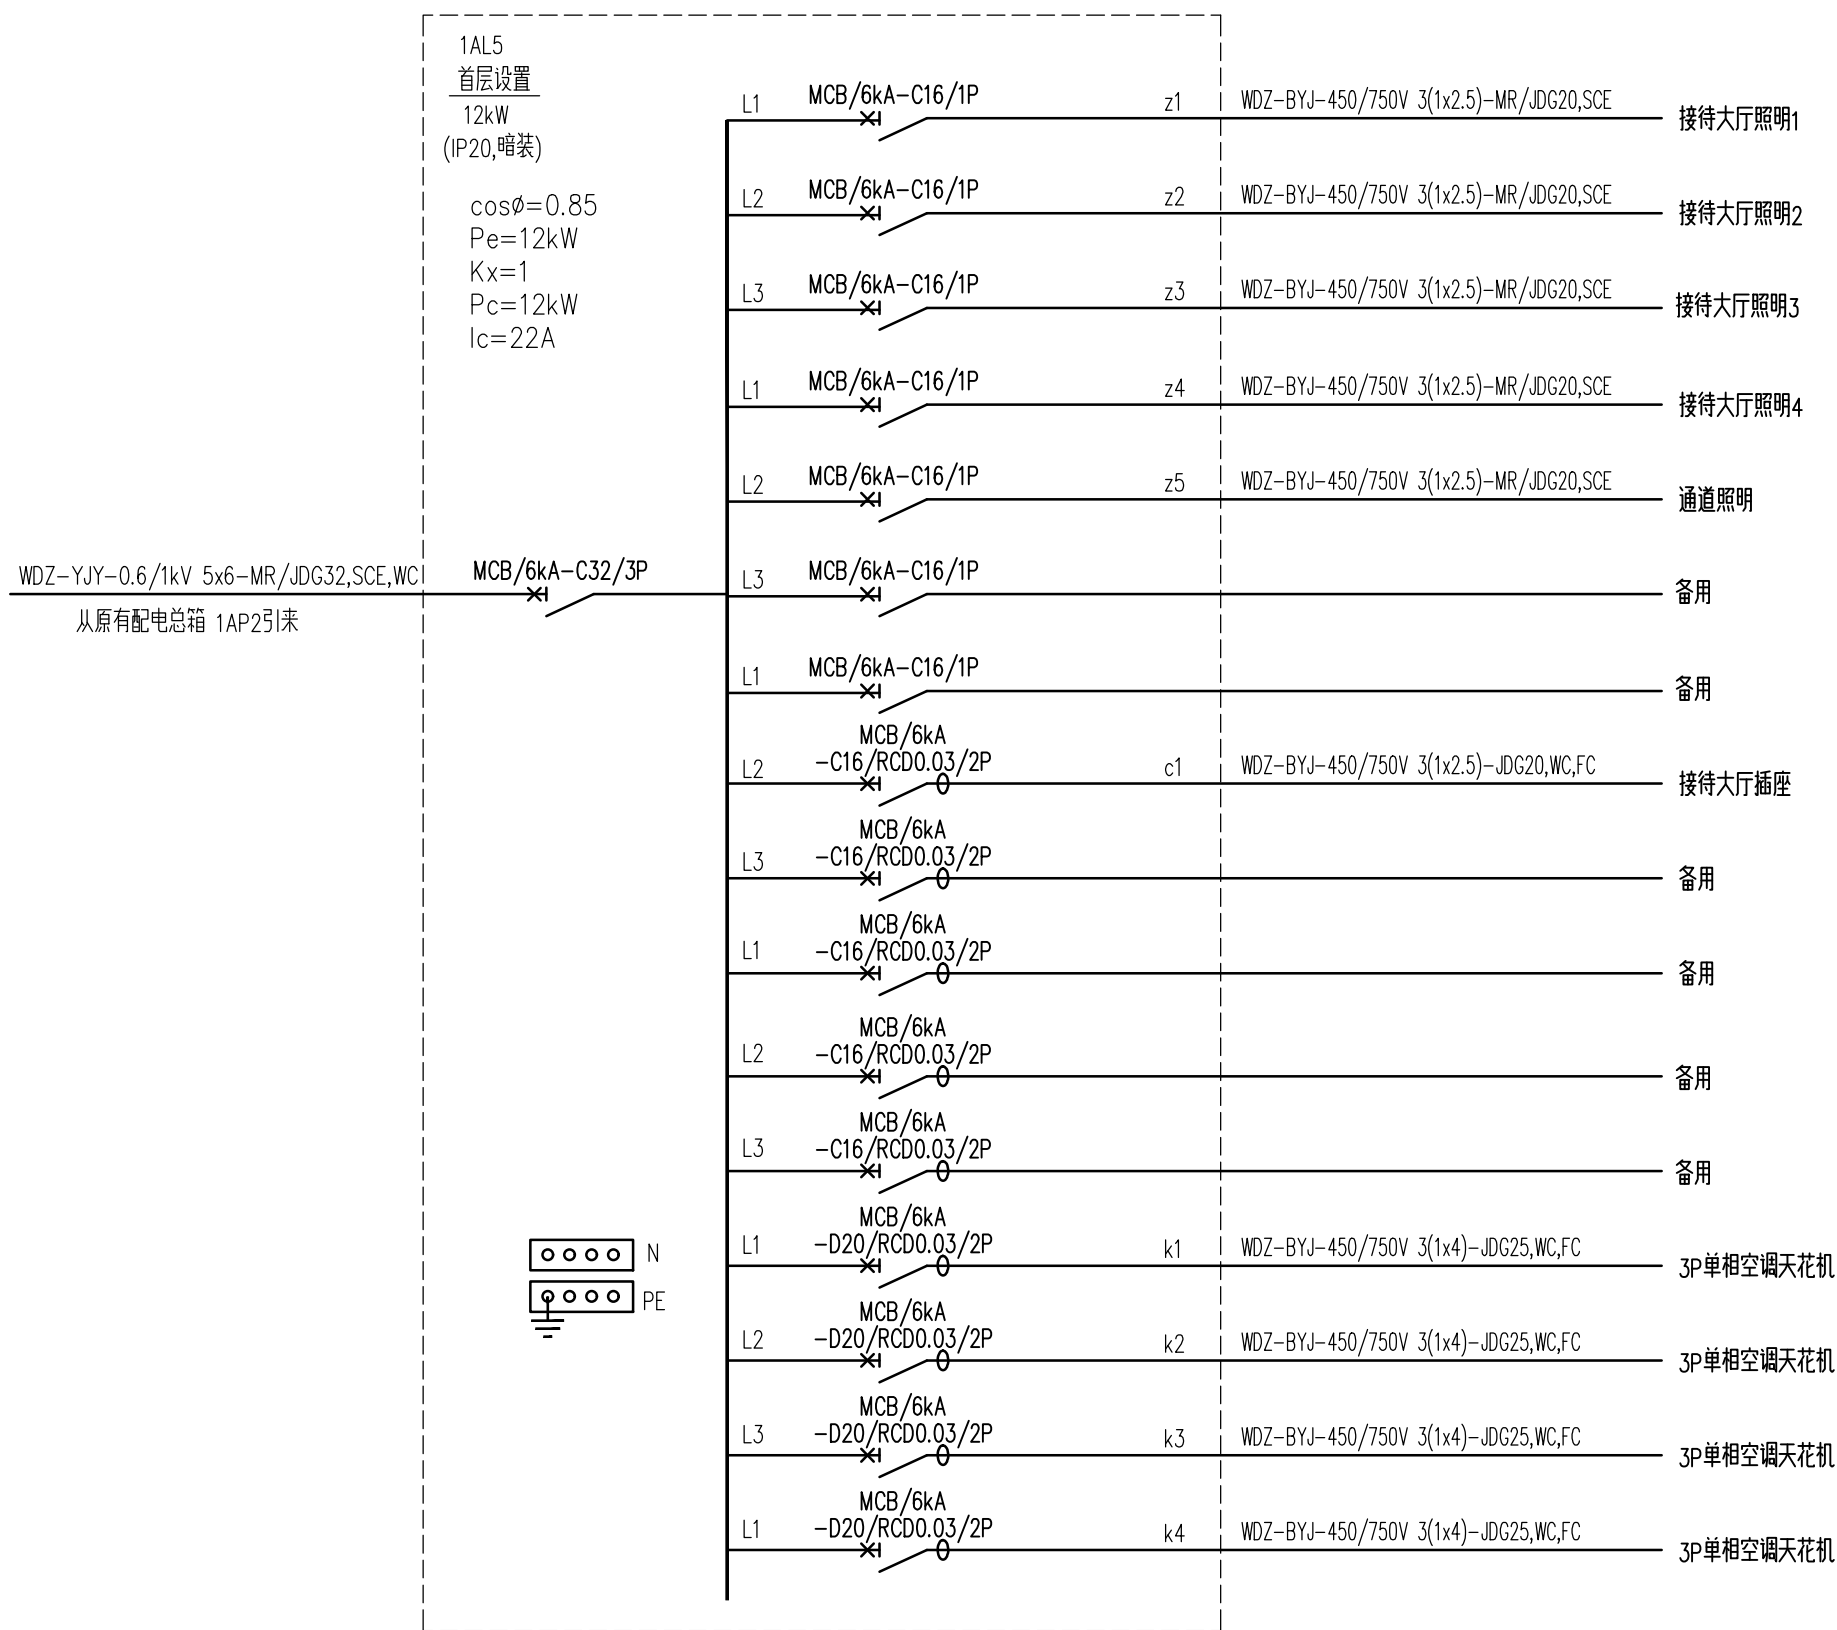 1AL5
首层设置
12kW
(IP20,暗装)
cosø=0.85
Pe=12kW
Kx=1
Pc=12kW
Ic=22A
WDZ-YJY-0.6/1kV 5x6-MR/JDG32,SCE,WC
从原有配电总箱 1AP2引来
MCB/6kA-C32/3P
L1 MCB/6kA-C16/1P z1 WDZ-BYJ-450/750V 3(1x2.5)-MR/JDG20,SCE 接待大厅照明1
L2 MCB/6kA-C16/1P z2 WDZ-BYJ-450/750V 3(1x2.5)-MR/JDG20,SCE 接待大厅照明2
L3 MCB/6kA-C16/1P z3 WDZ-BYJ-450/750V 3(1x2.5)-MR/JDG20,SCE 接待大厅照明3
L1 MCB/6kA-C16/1P z4 WDZ-BYJ-450/750V 3(1x2.5)-MR/JDG20,SCE 接待大厅照明4
L2 MCB/6kA-C16/1P z5 WDZ-BYJ-450/750V 3(1x2.5)-MR/JDG20,SCE 通道照明
L3 MCB/6kA-C16/1P 备用
L1 MCB/6kA-C16/1P 备用
MCB/6kA
L2 -C16/RCD0.03/2P c1 WDZ-BYJ-450/750V 3(1x2.5)-JDG20,WC,FC 接待大厅插座
MCB/6kA
L3 -C16/RCD0.03/2P 备用
MCB/6kA
L1 -C16/RCD0.03/2P 备用
MCB/6kA
L2 -C16/RCD0.03/2P 备用
MCB/6kA
L3 -C16/RCD0.03/2P 备用
MCB/6kA
L1 -D20/RCD0.03/2P k1 WDZ-BYJ-450/750V 3(1x4)-JDG25,WC,FC 3P单相空调天花机
MCB/6kA
L2 -D20/RCD0.03/2P k2 WDZ-BYJ-450/750V 3(1x4)-JDG25,WC,FC 3P单相空调天花机
MCB/6kA
L3 -D20/RCD0.03/2P k3 WDZ-BYJ-450/750V 3(1x4)-JDG25,WC,FC 3P单相空调天花机
MCB/6kA
L1 -D20/RCD0.03/2P k4 WDZ-BYJ-450/750V 3(1x4)-JDG25,WC,FC 3P单相空调天花机
N
PE